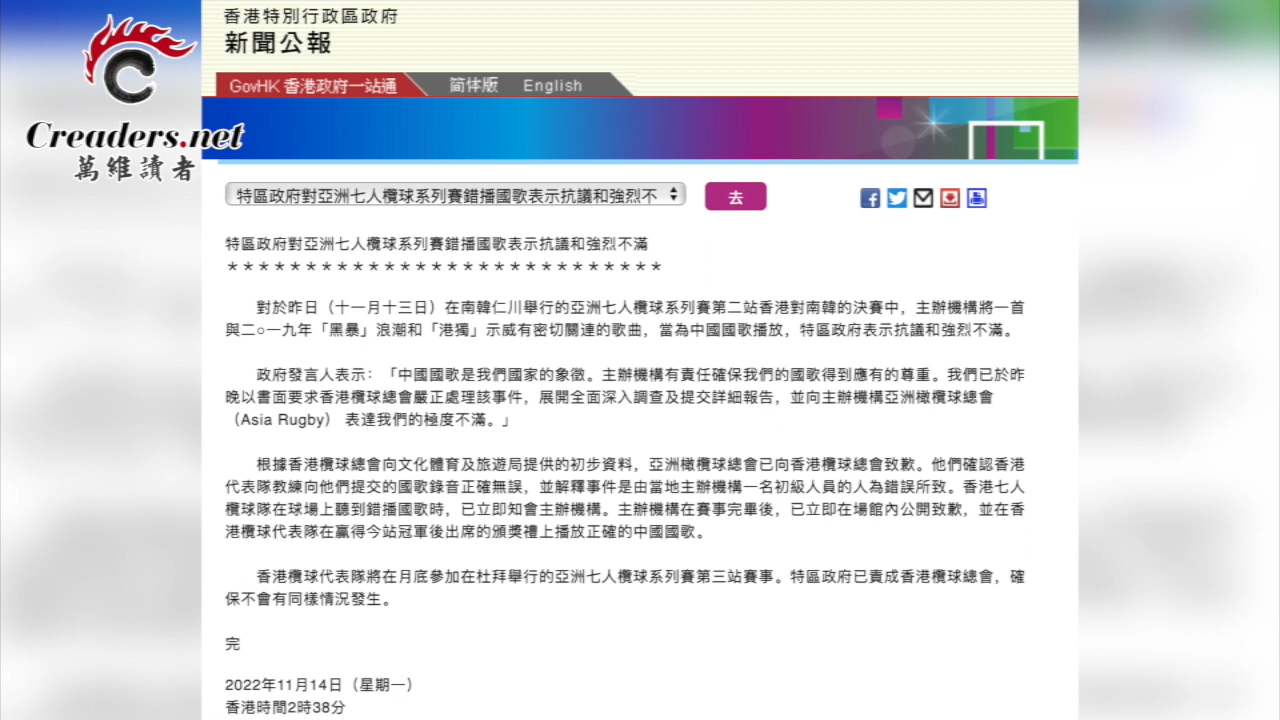 香港特別行政區政府
新聞公報
GovHK 香港政府一站通 简体版 English
Creaders.net
萬維讀者
特區政府對亞洲七人欖球系列賽錯播國歌表示抗議和強烈不 去
特區政府對亞洲七人欖球系列賽錯播國歌表示抗議和強烈不滿
＊＊＊＊＊＊＊＊＊＊＊＊＊＊＊＊＊＊＊＊＊＊＊＊＊＊＊＊
對於昨日（十一月十三日）在南韓仁川舉行的亞洲七人欖球系列賽第二站香港對南韓的決賽中，主辦機構將一首
與二○一九年「黑暴」浪潮和「港獨」示威有密切關連的歌曲，當為中國國歌播放，特區政府表示抗議和強烈不滿。
政府發言人表示：「中國國歌是我們國家的象徵。主辦機構有責任確保我們的國歌得到應有的尊重。我們已於昨
晚以書面要求香港欖球總會嚴正處理該事件，展開全面深入調查及提交詳細報告，並向主辦機構亞洲橄欖球總會
（Asia Rugby） 表達我們的極度不滿。」
根據香港欖球總會向文化體育及旅遊局提供的初步資料，亞洲橄欖球總會已向香港欖球總會致歉。他們確認香港
代表隊教練向他們提交的國歌錄音正確無誤，並解釋事件是由當地主辦機構一名初級人員的人為錯誤所致。香港七人
欖球隊在球場上聽到錯播國歌時，已立即知會主辦機構。主辦機構在賽事完畢後，已立即在場館內公開致歉，並在香
港欖球代表隊在贏得今站冠軍後出席的頒獎禮上播放正確的中國國歌。
香港欖球代表隊將在月底參加在杜拜舉行的亞洲七人欖球系列賽第三站賽事。特區政府已責成香港欖球總會，確
保不會有同樣情況發生。
完
2022年11月14日（星期一）
香港時間2時38分